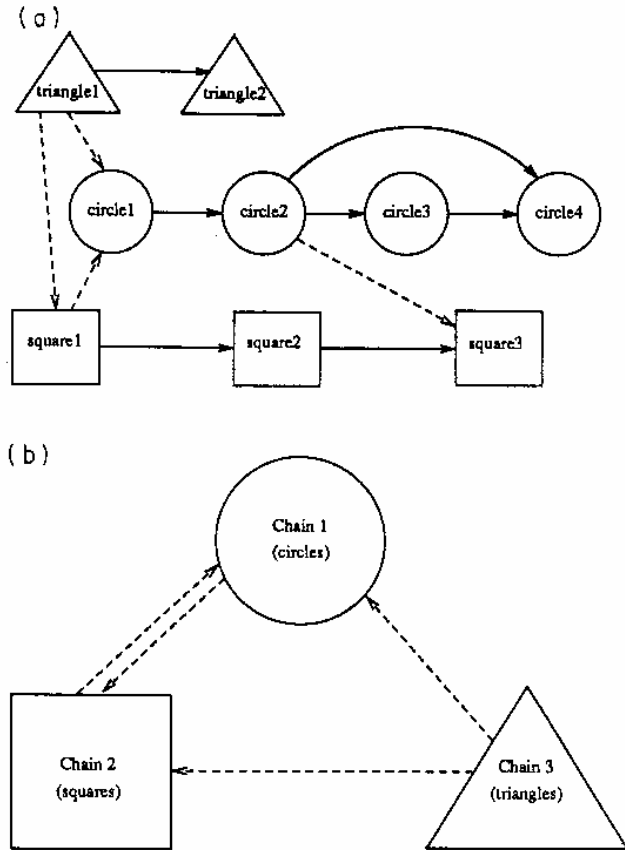 (a)
triangle1
triangle2
circle1
circle2
circle3
circle4
square1
square2
square3
(b)
Chain 1
(circles)
Chain 2
(squares)
Chain 3
(triangles)